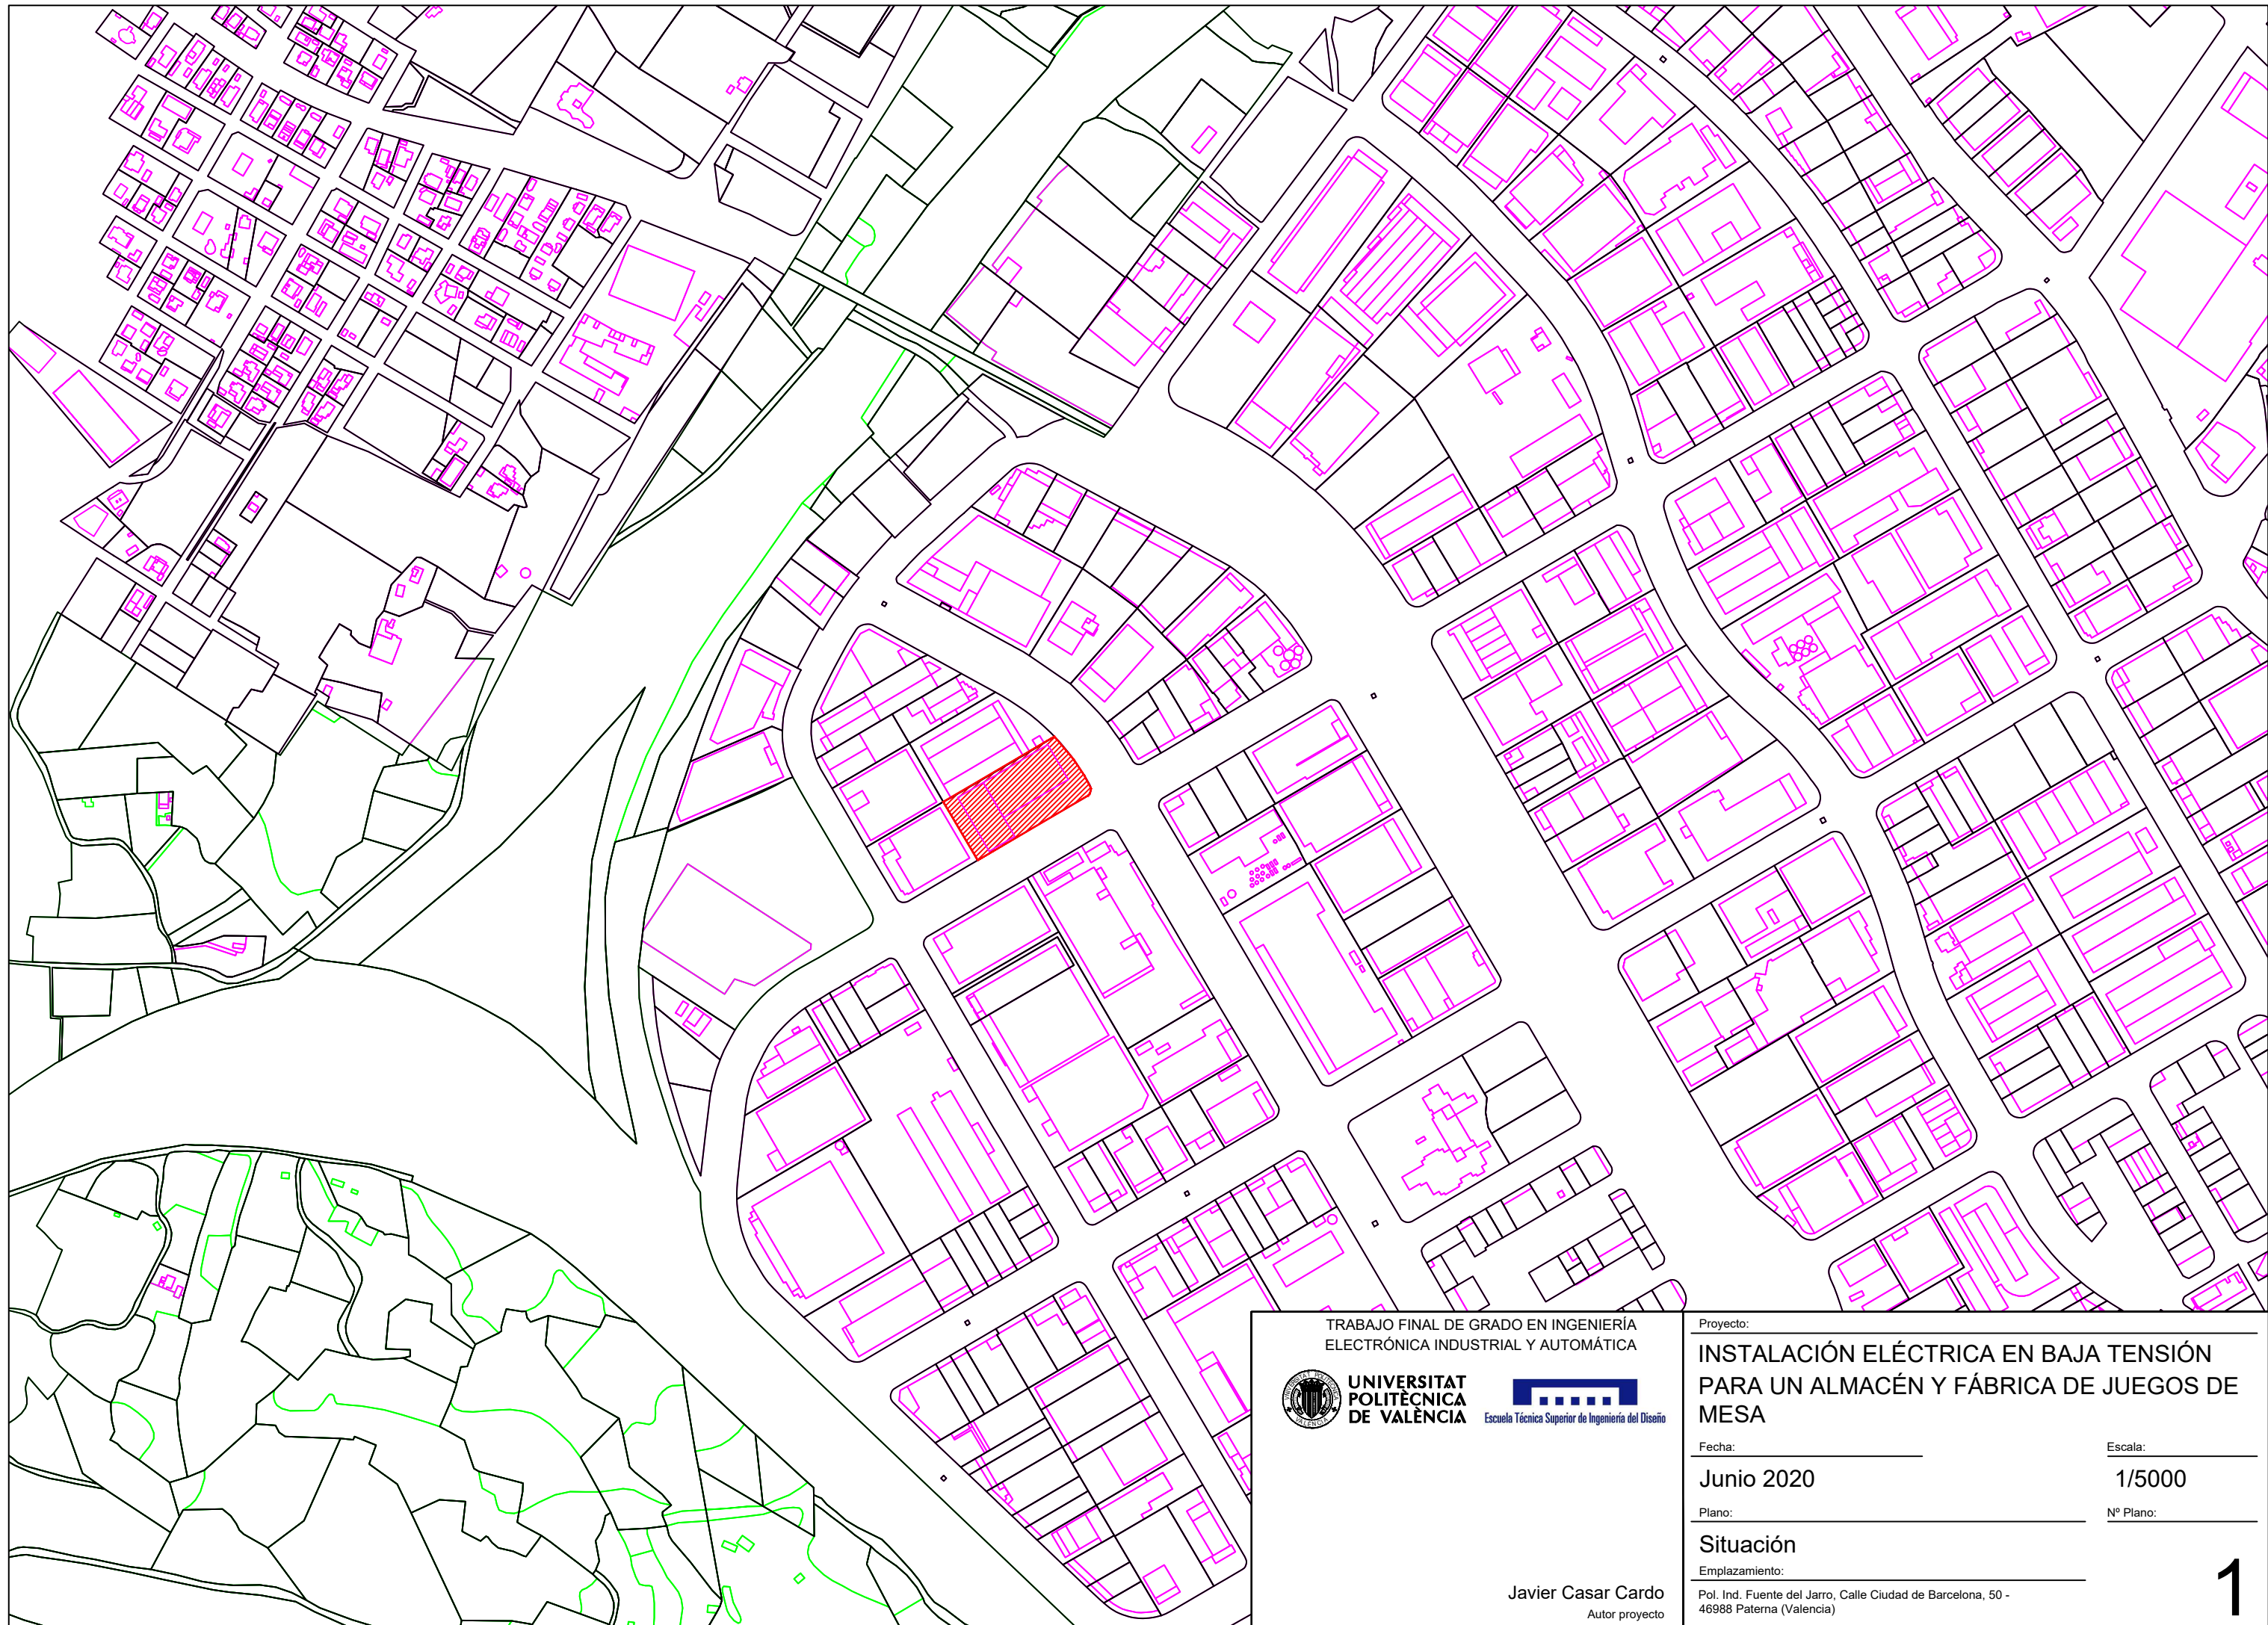 TRABAJO FINAL DE GRADO EN INGENIERÍA
ELECTRÓNICA INDUSTRIAL Y AUTOMÁTICA
UNIVERSITAT
POLITÈCNICA
DE VALÈNCIA
Escuela Técnica Superior de Ingeniería del Diseño
Javier Casar Cardo
Autor proyecto
Proyecto:
INSTALACIÓN ELÉCTRICA EN BAJA TENSIÓN
PARA UN ALMACÉN Y FÁBRICA DE JUEGOS DE
MESA
Fecha:
Junio 2020
Escala:
1/5000
Plano:
Situación
Nº Plano:
1
Emplazamiento:
Pol. Ind. Fuente del Jarro, Calle Ciudad de Barcelona, 50 -
46988 Paterna (Valencia)